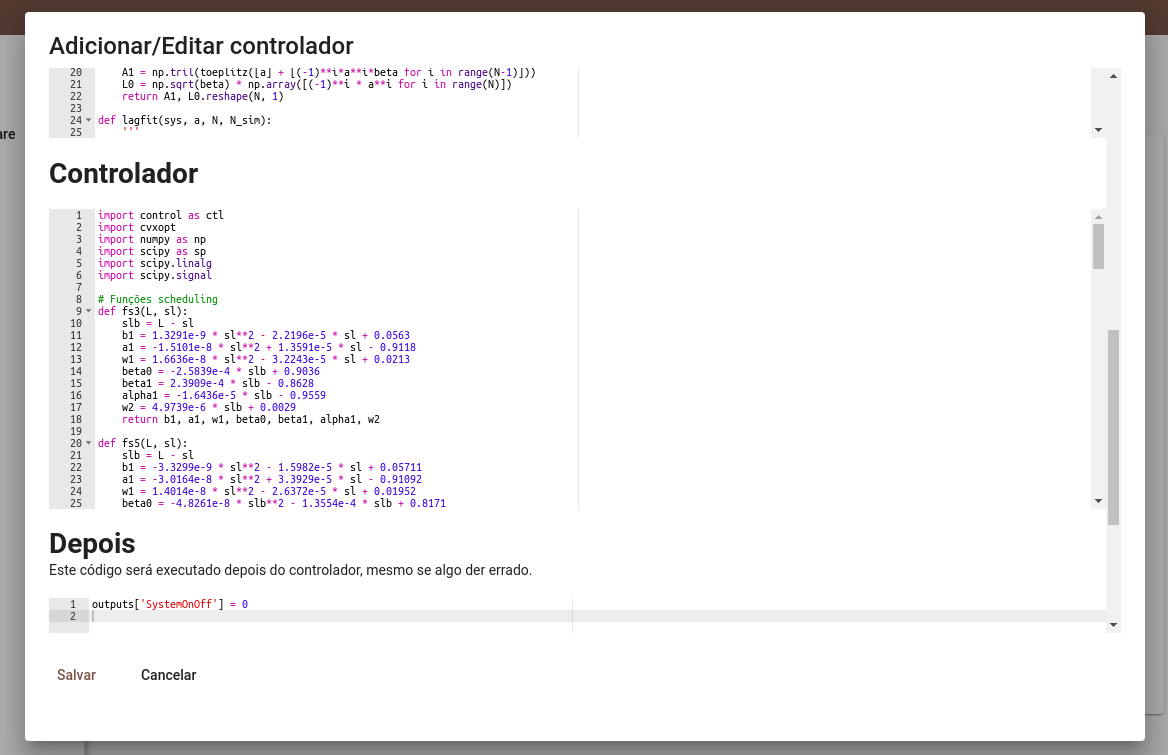 Adicionar/Editar controlador
are
20 A1 = np.tril(toeplitz([a] + [(-1)**i*a**i*beta for i in range(N-1)]))
21 L0 = np.sqrt(beta) * np.array([(-1)**i * a**i for i in range(N)])
22 return A1, L0.reshape(N, 1)
23
24 def lagfit(sys, a, N, N_sim):
25 '''
Controlador
1 import control as ctl
2 import cvxopt
3 import numpy as np
4 import scipy as sp
5 import scipy.linalg
6 import scipy.signal
7
8 # Funções scheduling
9 def fs3(L, sl):
10 slb = L - sl
11 b1 = 1.3291e-9 * sl**2 - 2.2196e-5 * sl + 0.0563
12 a1 = -1.5101e-8 * sl**2 + 1.3591e-5 * sl - 0.9118
13 w1 = 1.6636e-8 * sl**2 - 3.2243e-5 * sl + 0.0213
14 beta0 = -2.5839e-4 * slb + 0.9036
15 beta1 = 2.3909e-4 * slb - 0.8628
16 alpha1 = -1.6436e-5 * slb - 0.9559
17 w2 = 4.9739e-6 * slb + 0.0029
18 return b1, a1, w1, beta0, beta1, alpha1, w2
19
20 def fs5(L, sl):
21 slb = L - sl
22 b1 = -3.3299e-9 * sl**2 - 1.5982e-5 * sl + 0.05711
23 a1 = -3.0164e-8 * sl**2 + 3.3929e-5 * sl - 0.91092
24 w1 = 1.4014e-8 * sl**2 - 2.6372e-5 * sl + 0.01952
25 beta0 = -4.8261e-8 * slb**2 - 1.3554e-4 * slb + 0.8171
Depois
Este código será executado depois do controlador, mesmo se algo der errado.
1 outputs['SystemOnOff'] = 0
2
Salvar Cancelar